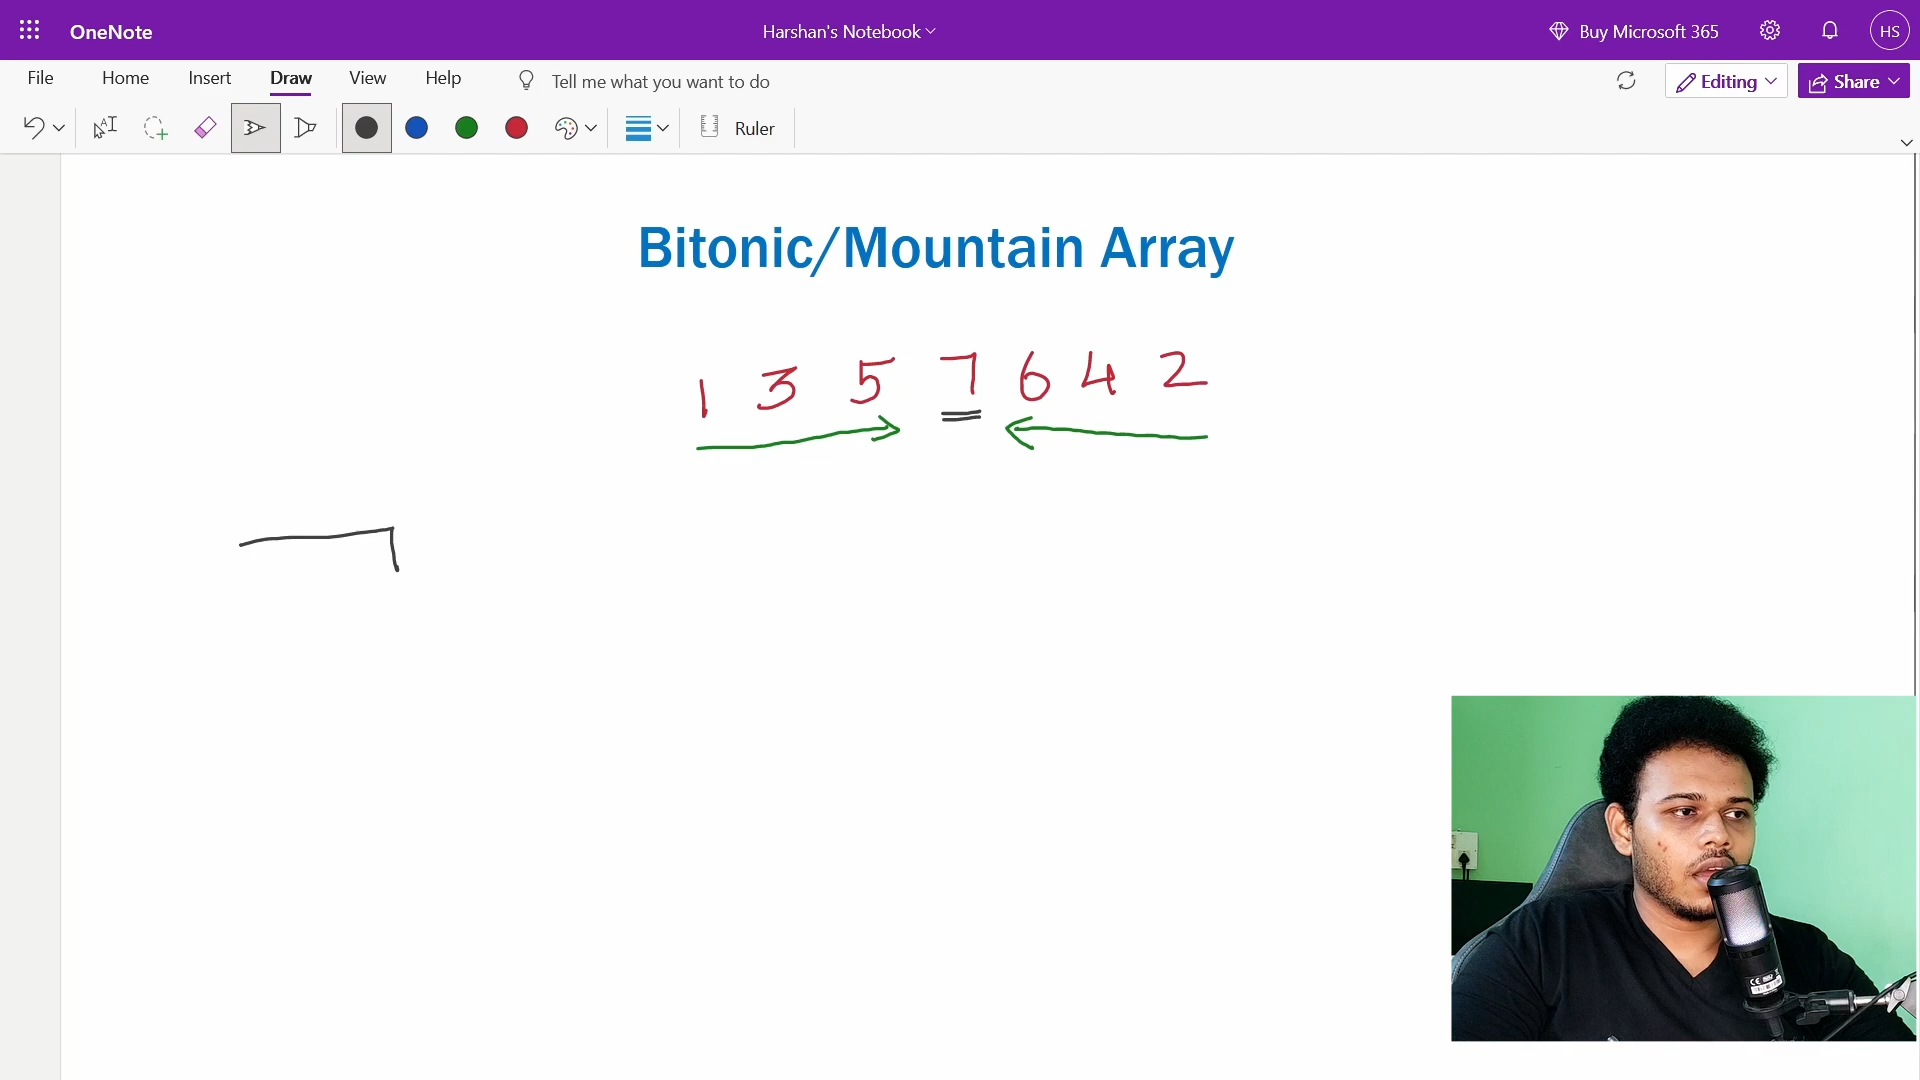 OneNote
Harshan's Notebook
Buy Microsoft 365
HS
File Home Insert Draw View Help Tell me what you want to do
Editing Share
Ruler
Bitonic/Mountain Array
1 3 5 7 6 4 2